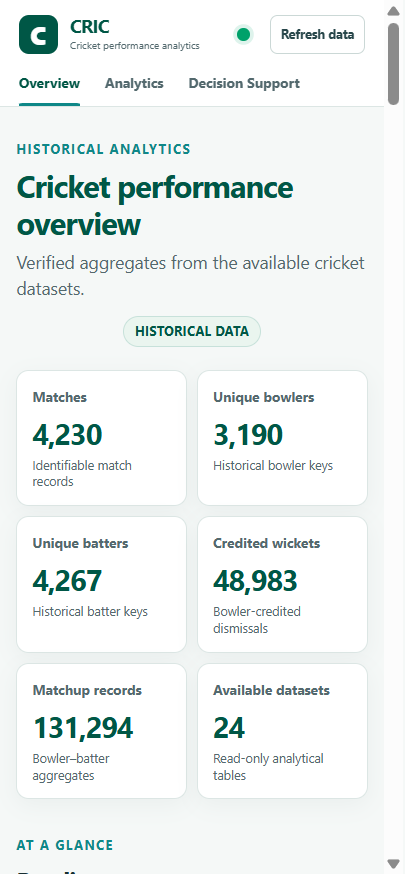 C
CRIC
Cricket performance analytics
Refresh data
Overview
Analytics
Decision Support
HISTORICAL ANALYTICS
Cricket performance
overview
Verified aggregates from the available cricket
datasets.
HISTORICAL DATA
Matches
4,230
Identifiable match
records
Unique bowlers
3,190
Historical bowler keys
Unique batters
4,267
Historical batter keys
Credited wickets
48,983
Bowler-credited
dismissals
Matchup records
131,294
Bowler–batter
aggregates
Available datasets
24
Read-only analytical
tables
AT A GLANCE